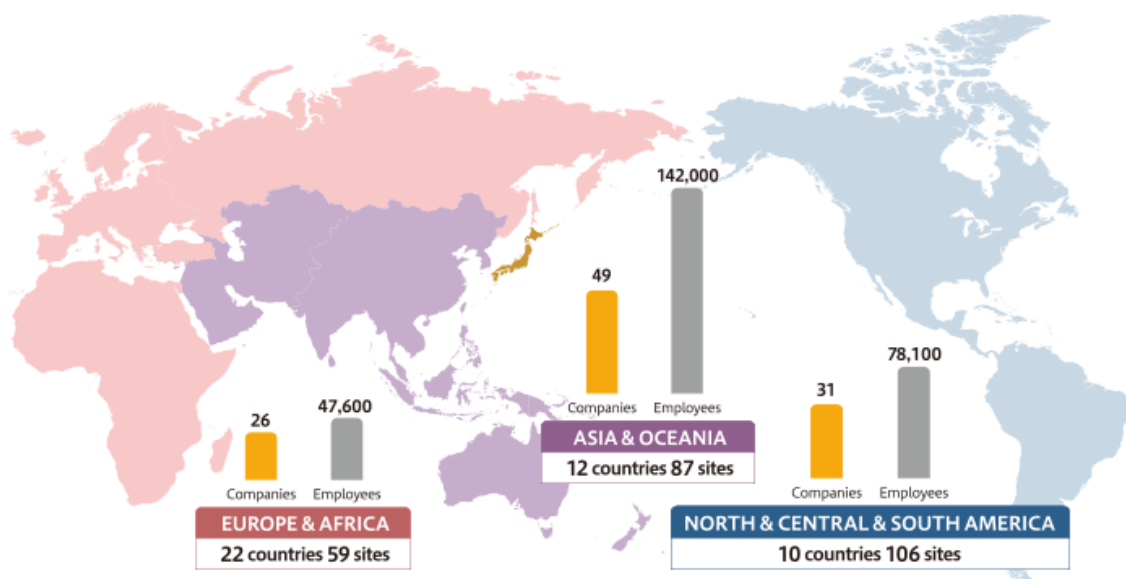 26
47,600
Companies
Employees
EUROPE & AFRICA
22 countries 59 sites
49
142,000
Companies
Employees
ASIA & OCEANIA
12 countries 87 sites
31
78,100
Companies
Employees
NORTH & CENTRAL & SOUTH AMERICA
10 countries 106 sites